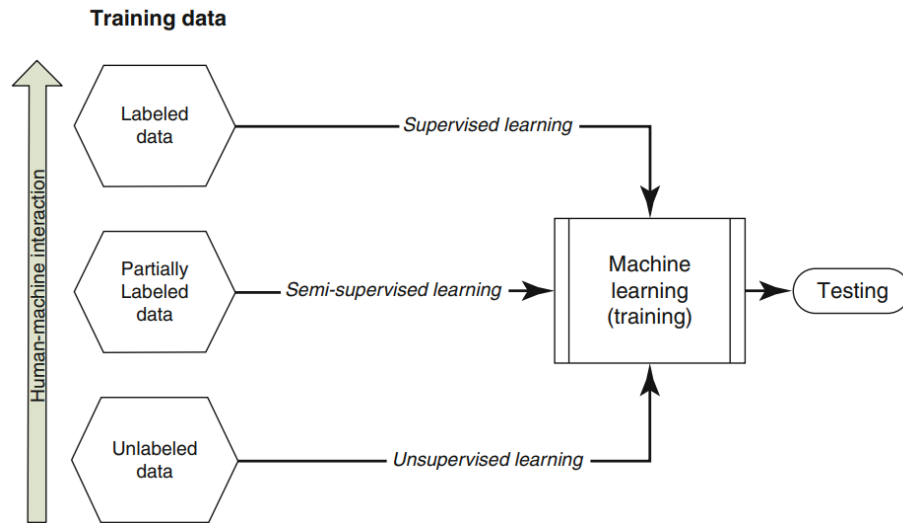 Training data
Human-machine interaction
Labeled
data
Supervised learning
Partially
Labeled
data
Semi-supervised learning
Machine
learning
(training)
Testing
Unlabeled
data
Unsupervised learning